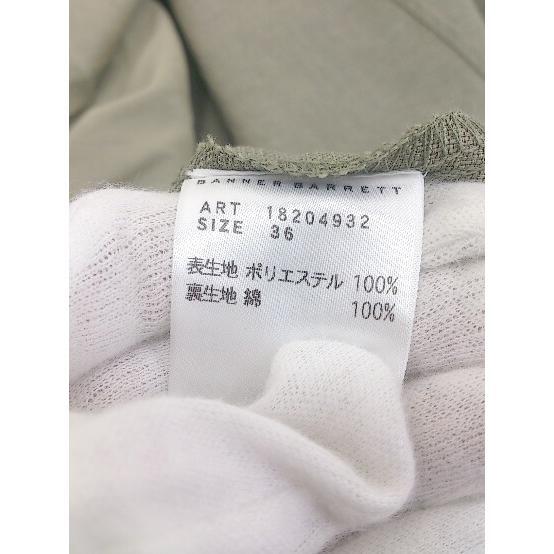 BANNER BARRETT
ART 18204932
SIZE 36
表生地 ポリエステル 100%
裏生地 綿 100%